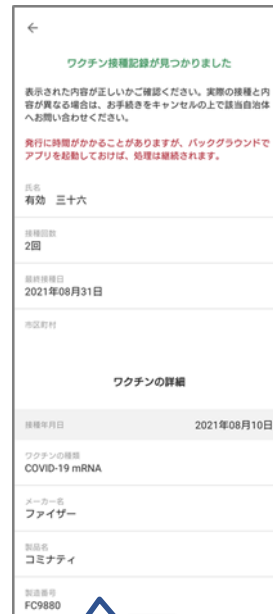 ←
ワクチン接種記録が見つかりました
表示された内容が正しいかご確認ください。実際の接種と内
容が異なる場合は、お手続きをキャンセルの上で該当自治体
へお問い合わせください。
発行に時間がかかることがありますが、バックグラウンドで
アプリを起動しておけば、処理は継続されます。
氏名
有効　三十六
接種回数
2回
最終接種日
2021年08月31日
市区町村
ワクチンの詳細
接種年月日 2021年08月10日
ワクチンの種類
COVID-19 mRNA
メーカー名
ファイザー
製品名
コミナティ
製造番号
FC9880